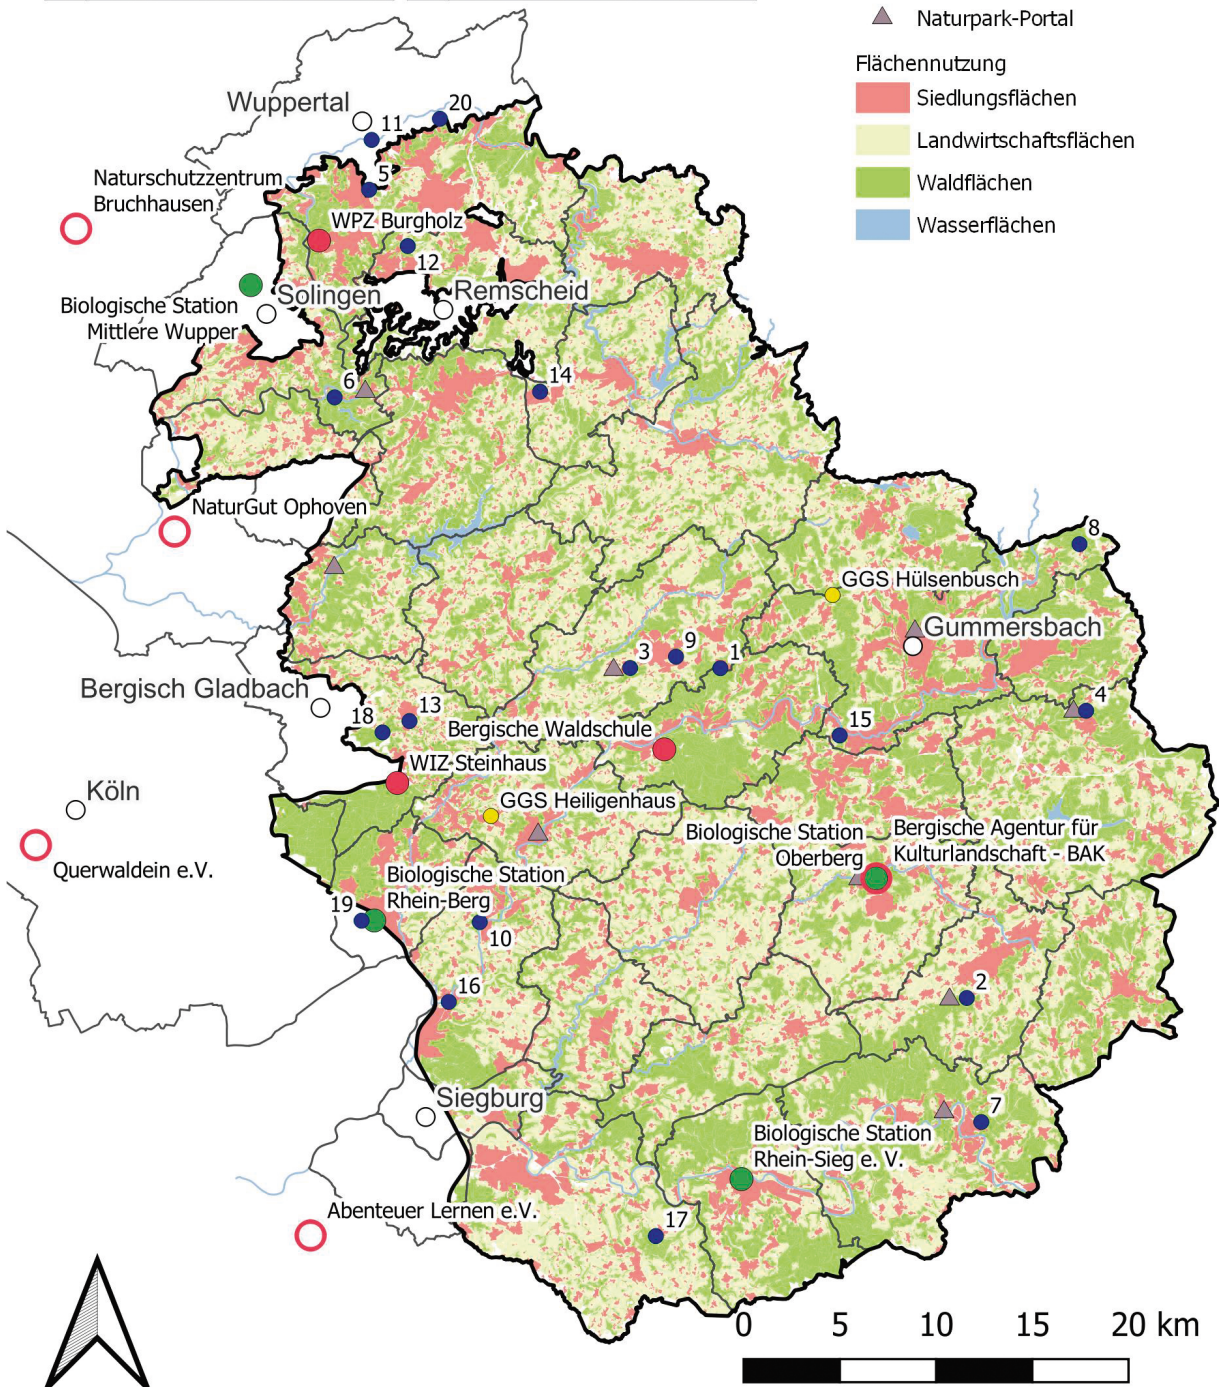 Naturpark-Portal
Flächennutzung
Siedlungsflächen
Landwirtschaftsflächen
Waldflächen
Wasserflächen
Wuppertal
20
11
5
Naturschutzzentrum
Bruchhausen
WPZ Burgholz
12
Solingen
Remscheid
Biologische Station
Mittlere Wupper
6
14
NaturGut Ophoven
8
GGS Hülsenbusch
Gummersbach
3
9
1
Bergisch Gladbach
4
18
13
15
Bergische Waldschule
WIZ Steinhaus
Köln
GGS Heiligenhaus
Querwaldein e.V.
Biologische Station
Oberberg
Bergische Agentur für
Kulturlandschaft - BAK
Biologische Station
Rhein-Berg
19
10
16
2
Siegburg
7
Biologische Station
Rhein-Sieg e. V.
Abenteuer Lernen e.V.
17
0 5 10 15 20 km